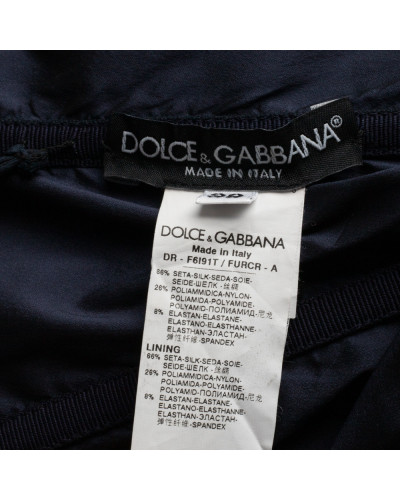 DOLCE & GABBANA®
MADE IN ITALY
DOLCE & GABBANA
Made in Italy
DR - F6I91T / FURCR - A
66% SETA-SILK-SEDA-SOIE-
SEIDE-ШЕЛК - 丝绸
26% POLIAMMIDICA-NYLON-
POLIAMIDA-POLYAMIDE-
POLYAMID-ПОЛИАМИД-尼龙
8% ELASTAN-ELASTANE-
ELASTANO-ELASTHANNE-
ELASTHAN-ЭЛАСТАН-
弹性纤维-SPANDEX
LINING
66% SETA-SILK-SEDA-SOIE-
SEIDE-ШЕЛК - 丝绸
26% POLIAMMIDICA-NYLON-
POLIAMIDA-POLYAMIDE-
POLYAMID-ПОЛИАМИД-尼龙
8% ELASTAN-ELASTANE-
ELASTANO-ELASTHANNE-
ELASTHAN-ЭЛАСТАН-
弹性纤维-SPANDEX